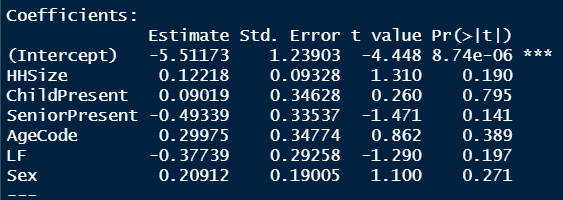 Coefficients:
Estimate Std. Error t value Pr(>|t|)
(Intercept) -5.51173 1.23903 -4.448 8.74e-06 ***
HHSize 0.12218 0.09328 1.310 0.190
ChildPresent 0.09019 0.34628 0.260 0.795
SeniorPresent -0.49339 0.33537 -1.471 0.141
AgeCode 0.29975 0.34774 0.862 0.389
LF -0.37739 0.29258 -1.290 0.197
Sex 0.20912 0.19005 1.100 0.271
---